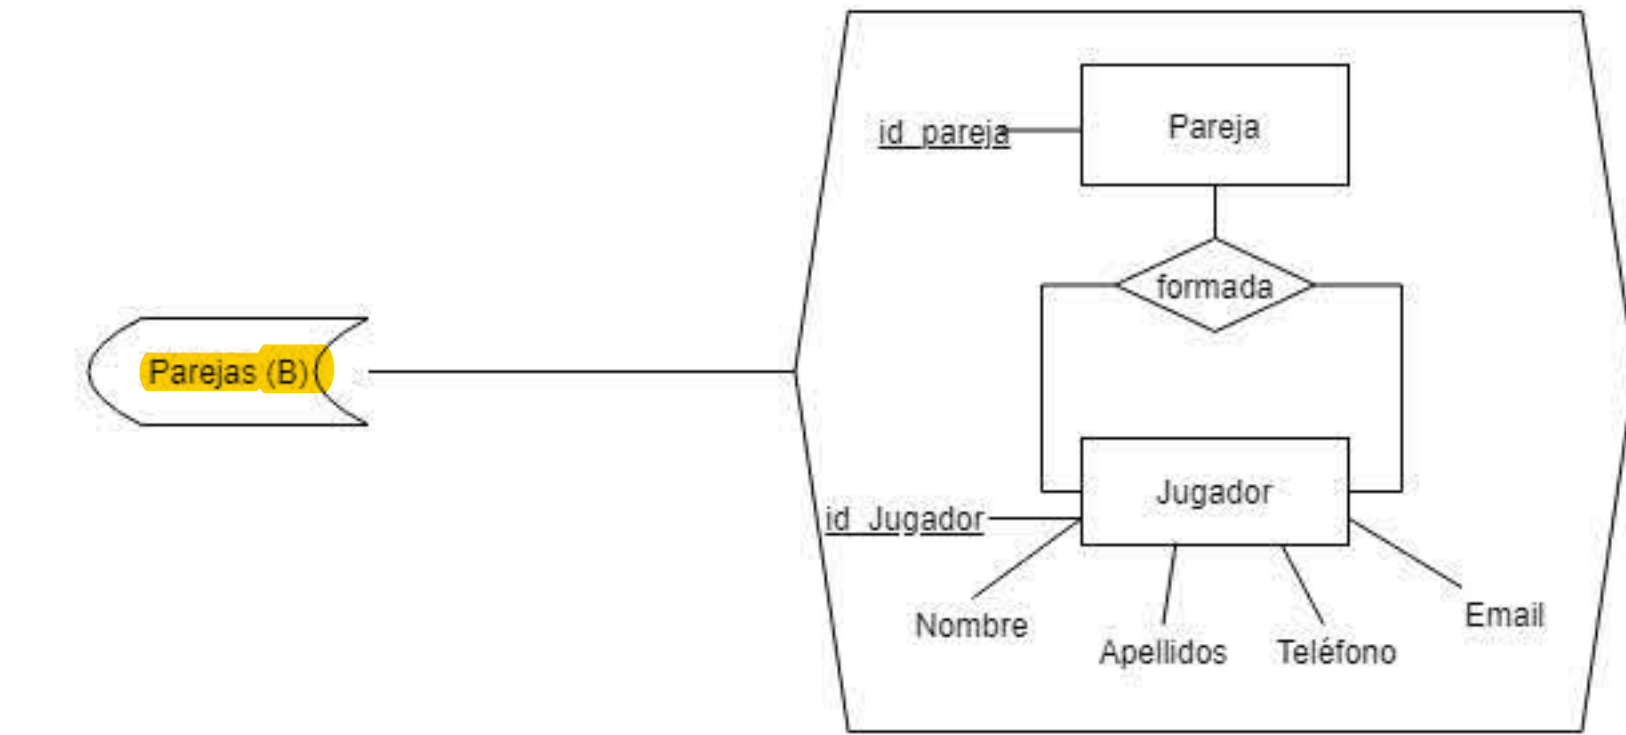 Pareja
id_pareja
formada
Parejas (B)
Jugador
id_Jugador
Nombre
Apellidos
Teléfono
Email